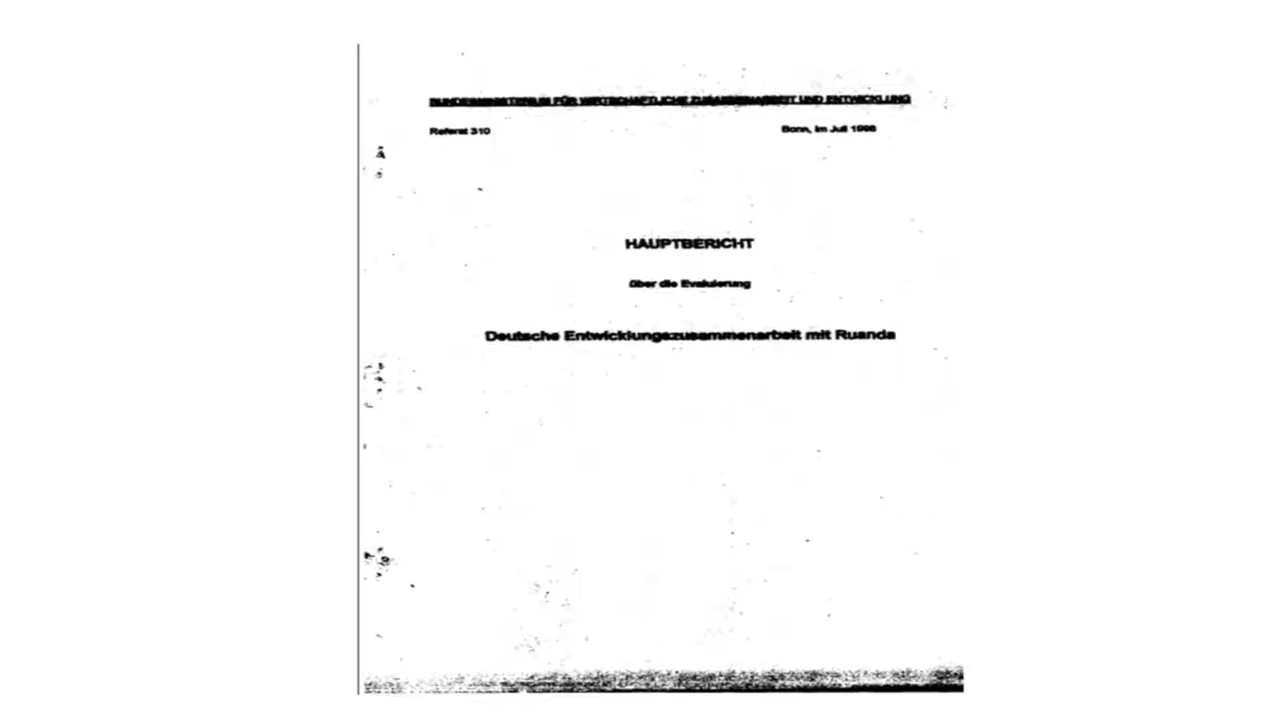 BUNDESMINISTERIUM FÜR WIRTSCHAFTLICHE ZUSAMMENARBEIT UND ENTWICKLUNG
Referat 310
Bonn, im Juli
HAUPTBERICHT
über die Evaluierung
Deutsche Entwicklungszusammenarbeit mit Ruanda